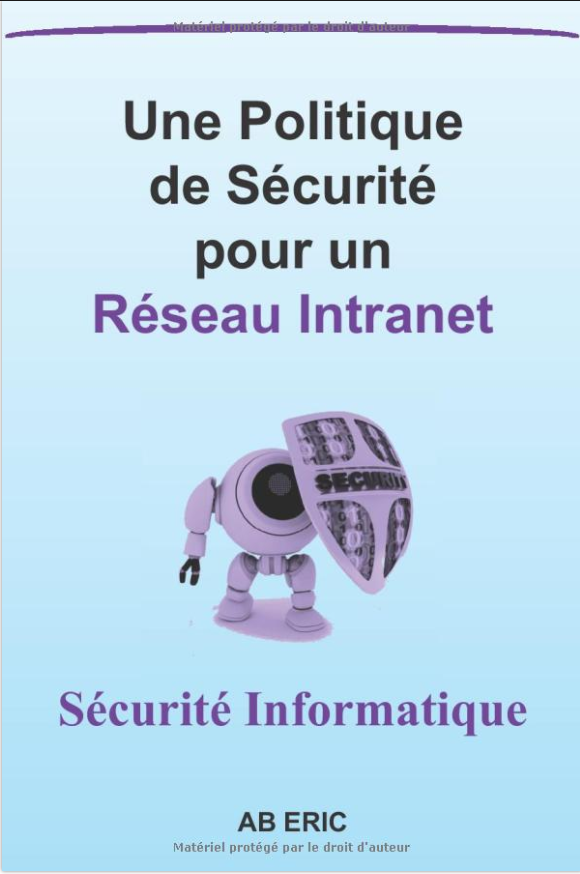 Matériel protégé par le droit d'auteur
Une Politique
de Sécurité
pour un
Réseau Intranet
SECURIT
Sécurité Informatique
AB ERIC
Matériel protégé par le droit d'auteur